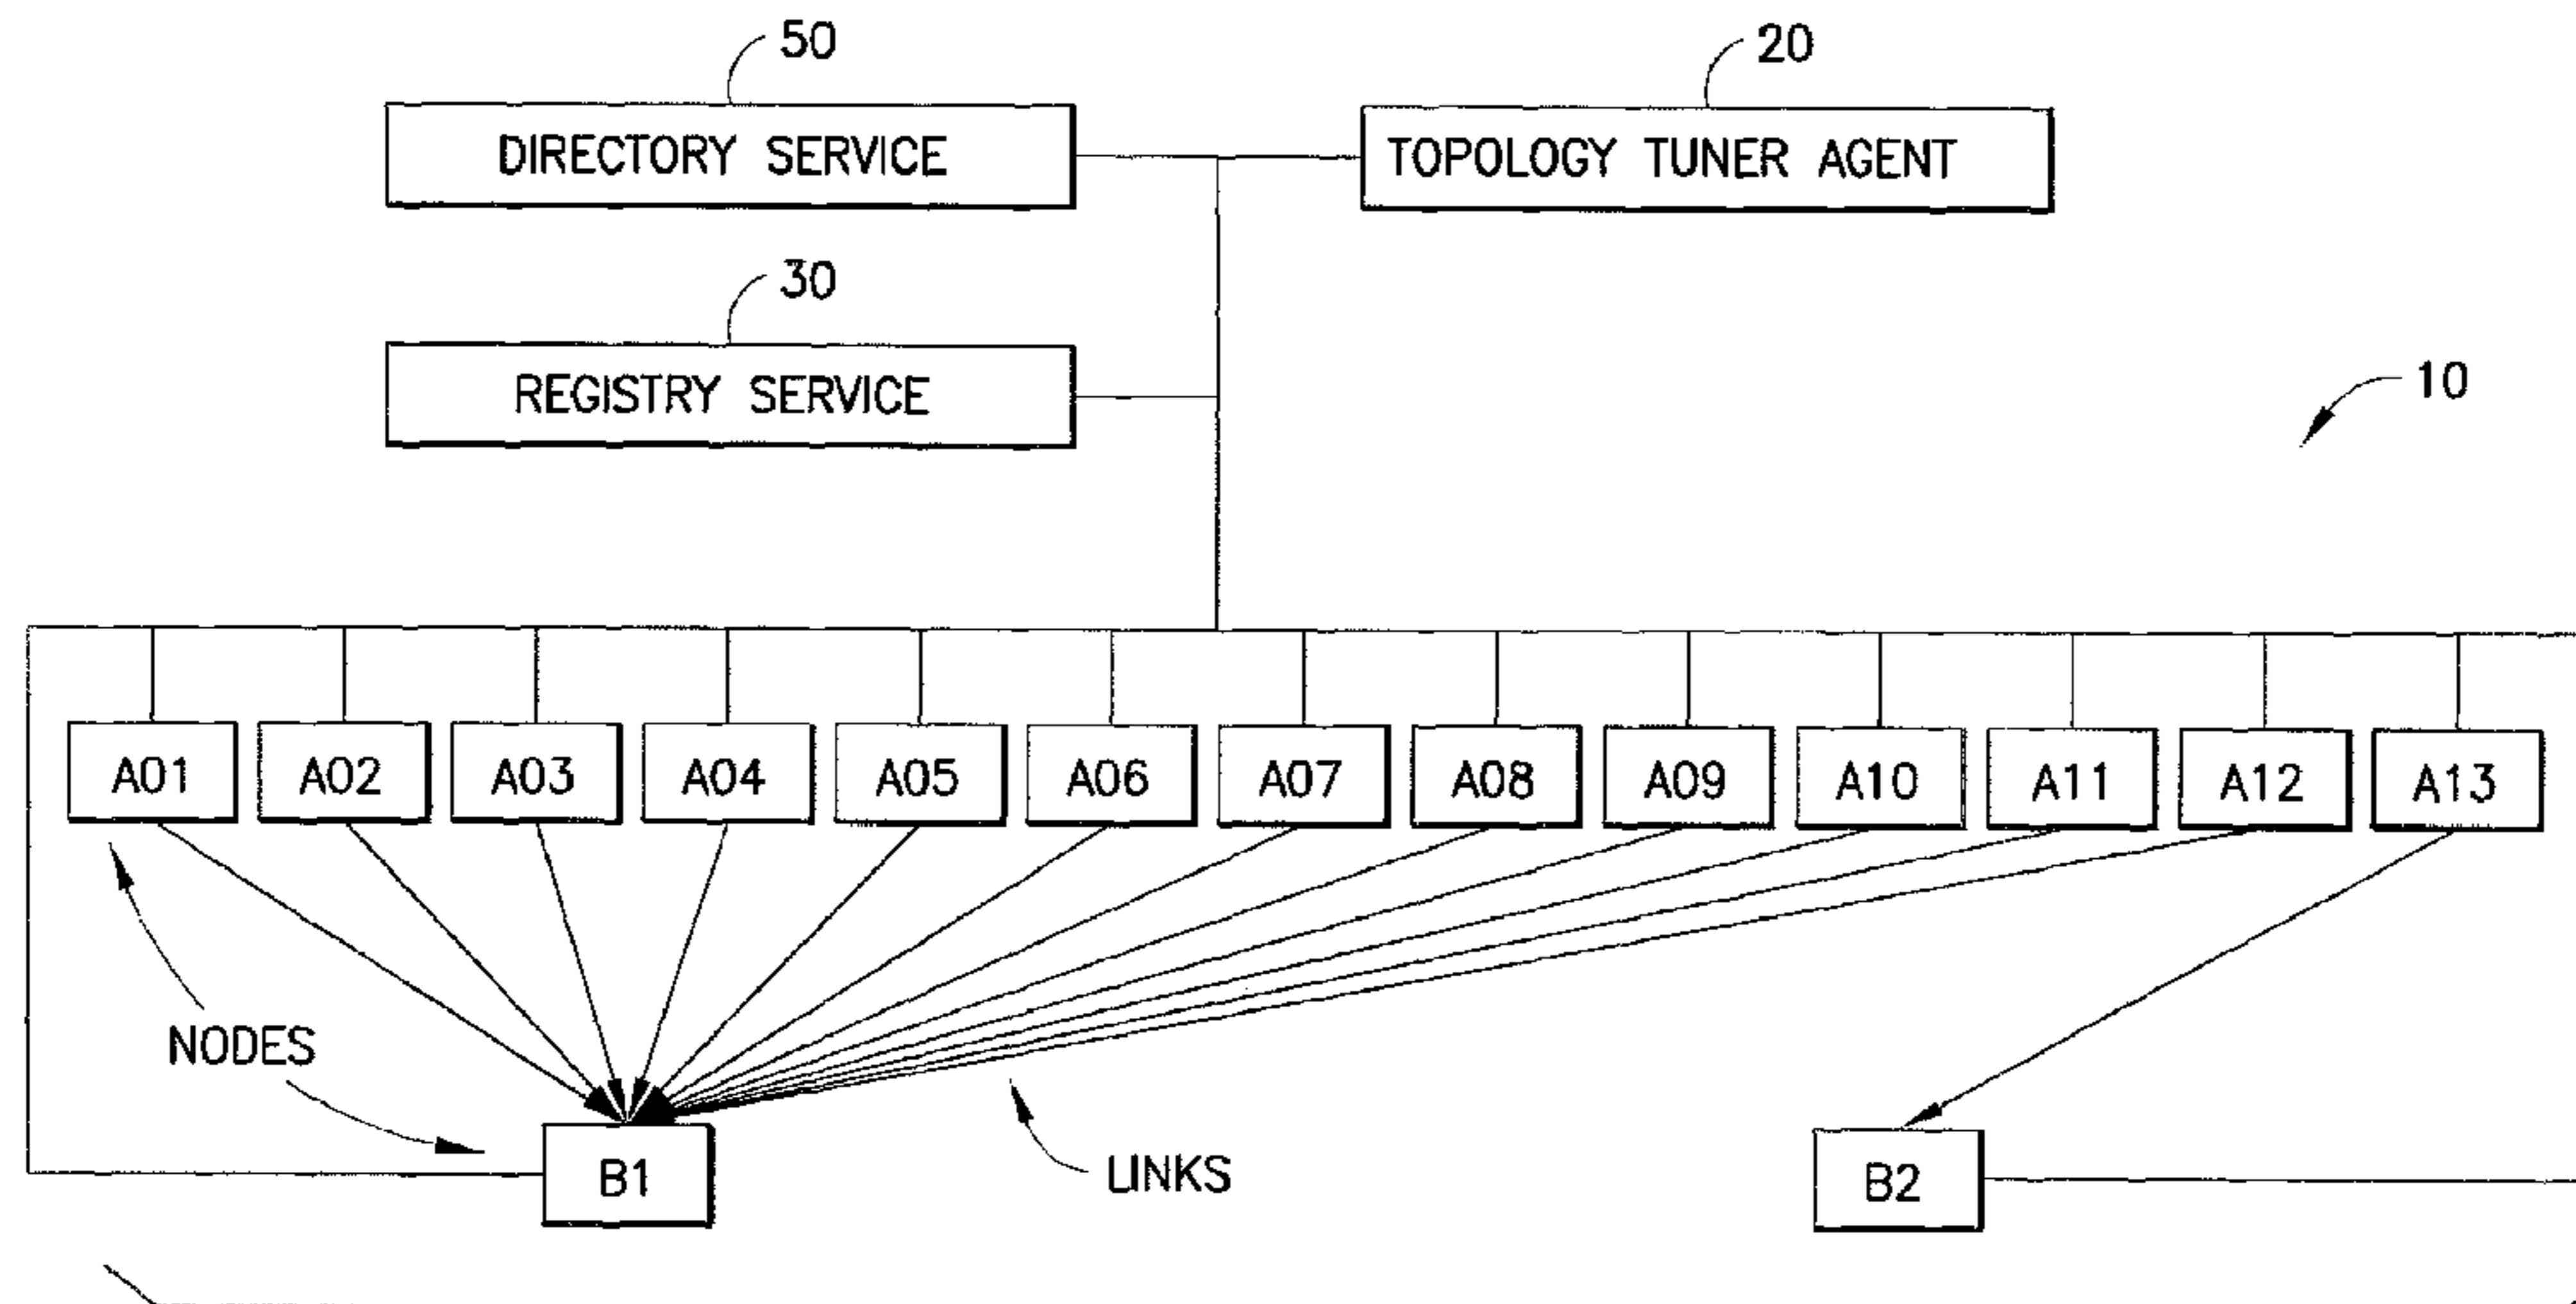 50
20
DIRECTORY SERVICE
TOPOLOGY TUNER AGENT
30
REGISTRY SERVICE
10
A01 A02 A03 A04 A05 A06 A07 A08 A09 A10 A11 A12 A13
NODES
LINKS
B1
B2